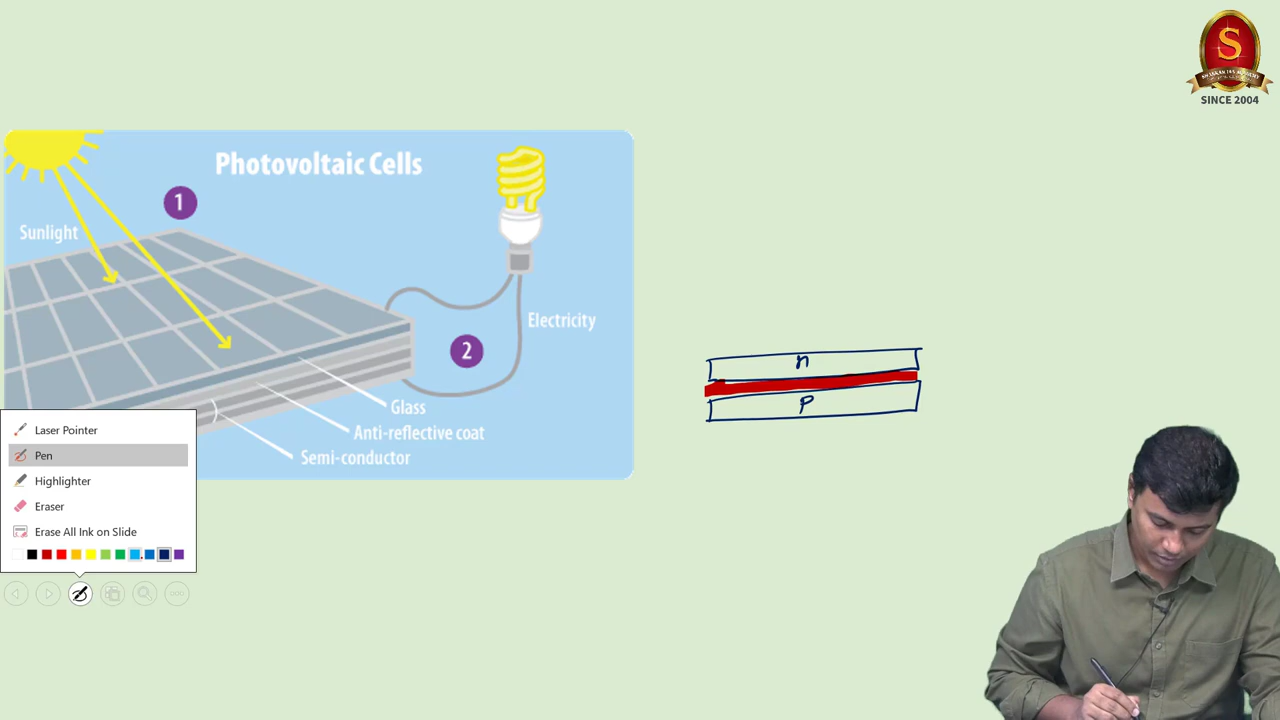 S
SINCE 2004
Photovoltaic Cells
1
Sunlight
Electricity
2
Glass
Anti-reflective coat
Semi-conductor
n
P
Laser Pointer
Pen
Highlighter
Eraser
Erase All Ink on Slide